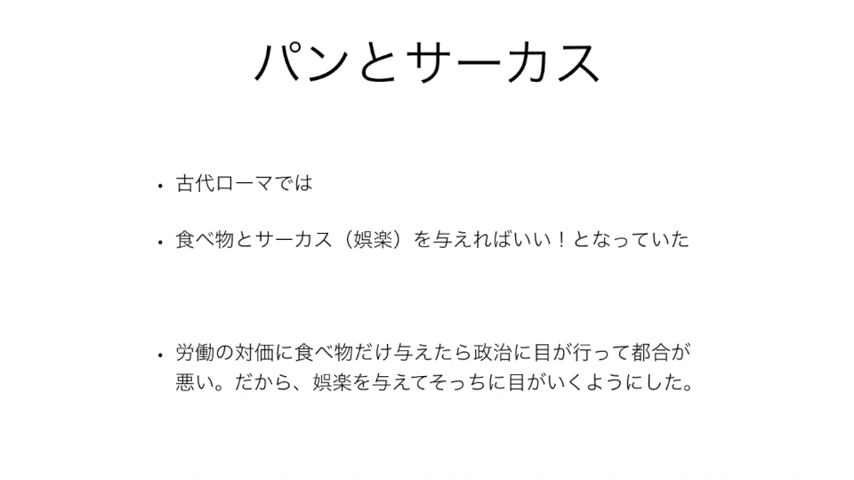 パンとサーカス
• 古代ローマでは
• 食べ物とサーカス（娯楽）を与えればいい！となっていた
• 労働の対価に食べ物だけ与えたら政治に目が行って都合が
悪い。だから、娯楽を与えてそっちに目がいくようにした。